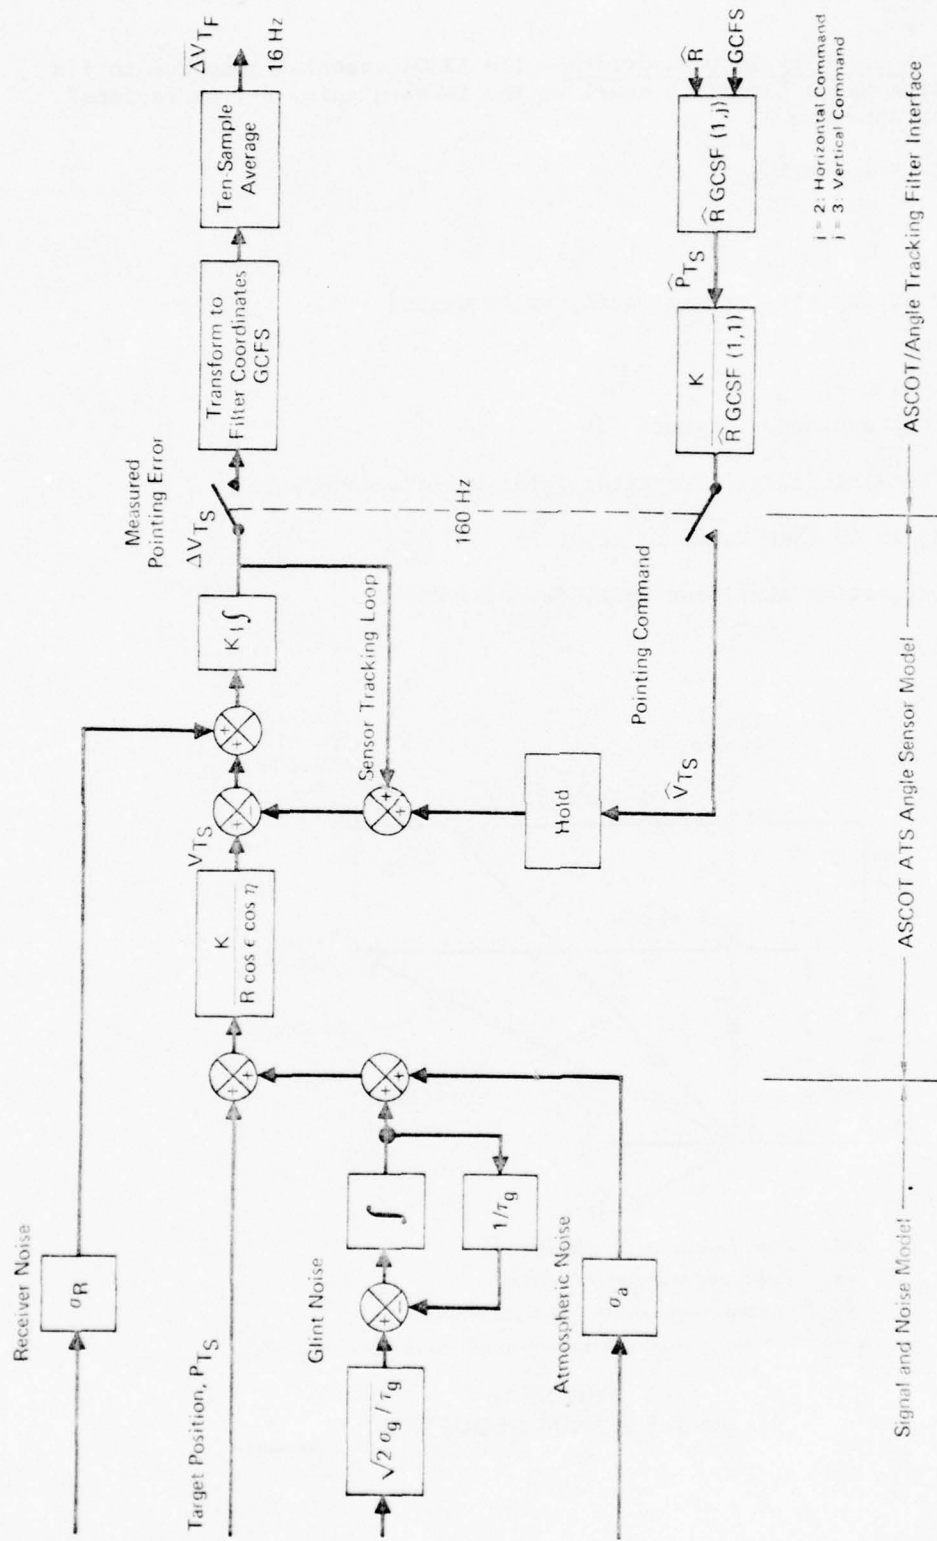 Receiver Noise
σR
Target Position, PTS
Glint Noise
√2 σg / τg
+
−
∫
1/τg
Atmospheric Noise
σa
+
+
+
+
K
R cos ϵ cos η
VTS
+
−
+
+
K1 ∫
Sensor Tracking Loop
+
+
Hold
V̂TS
Pointing Command
Measured
Pointing Error
ΔVTS
160 Hz
Transform to
Filter Coordinates
GCFS
Ten-Sample
Average
ΔVTF
16 Hz
K
R̂ GCSF (1,1)
P̂TS
R̂ GCSF (1,j)
R̂
GCFS
j = 2: Horizontal Command
j = 3: Vertical Command
Signal and Noise Model
ASCOT ATS Angle Sensor Model
ASCOT/Angle Tracking Filter Interface